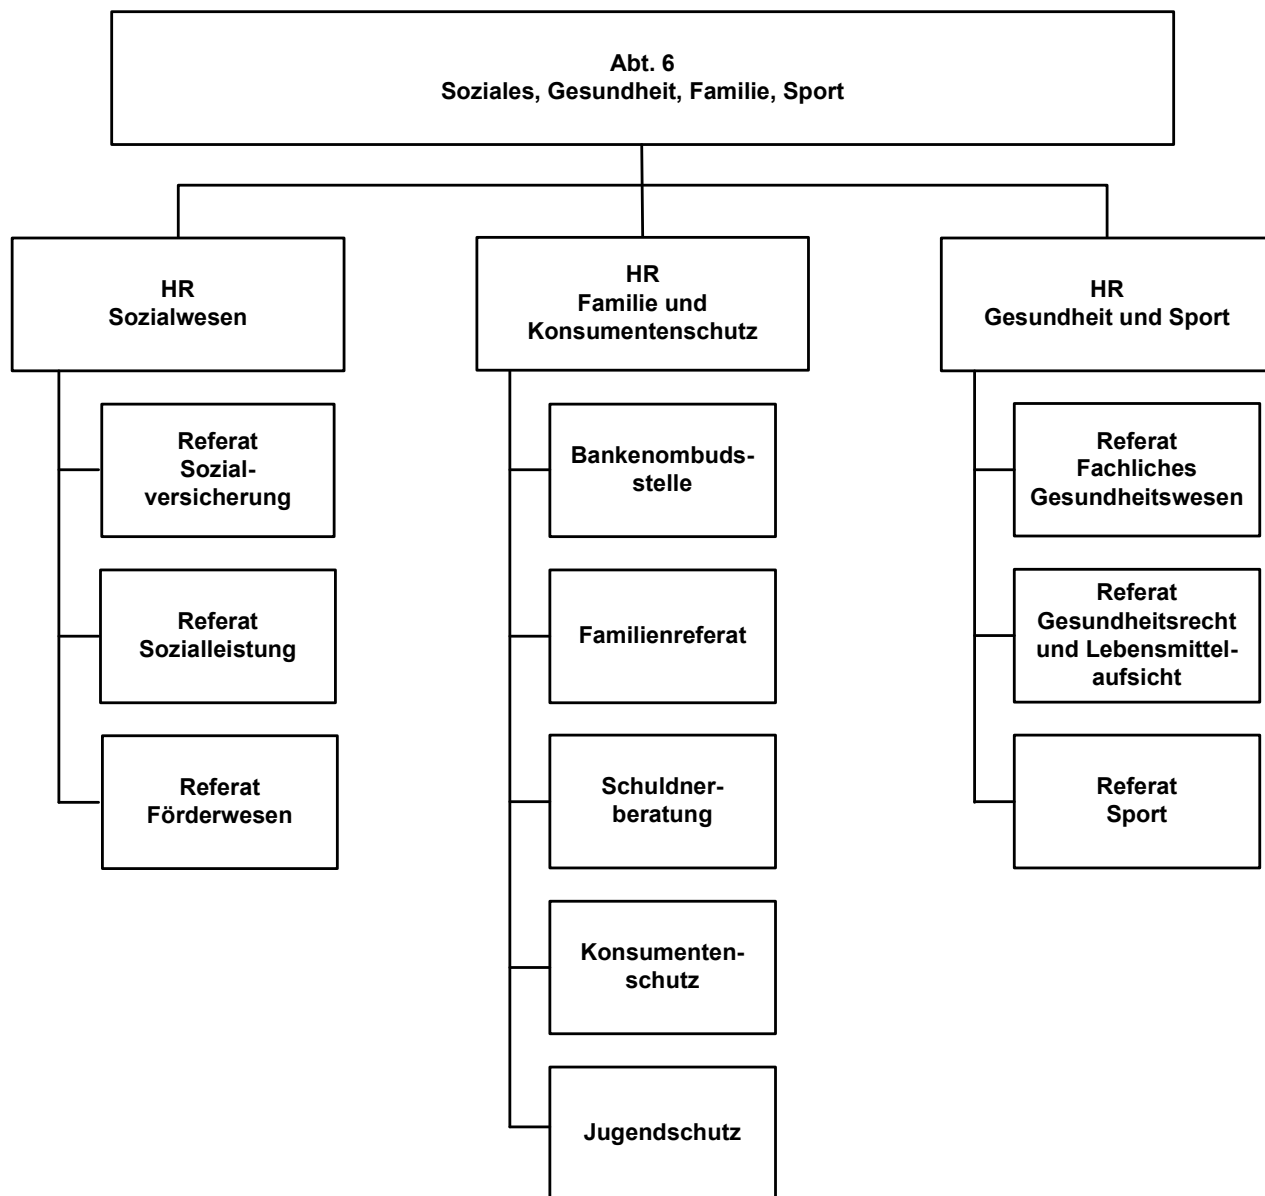 Abt. 6
Soziales, Gesundheit, Familie, Sport
HR
Sozialwesen
Referat
Sozial-
versicherung
Referat
Sozialleistung
Referat
Förderwesen
HR
Familie und
Konsumentenschutz
Bankenombuds-
stelle
Familienreferat
Schuldner-
beratung
Konsumenten-
schutz
Jugendschutz
HR
Gesundheit und Sport
Referat
Fachliches
Gesundheitswesen
Referat
Gesundheitsrecht
und Lebensmittel-
aufsicht
Referat
Sport